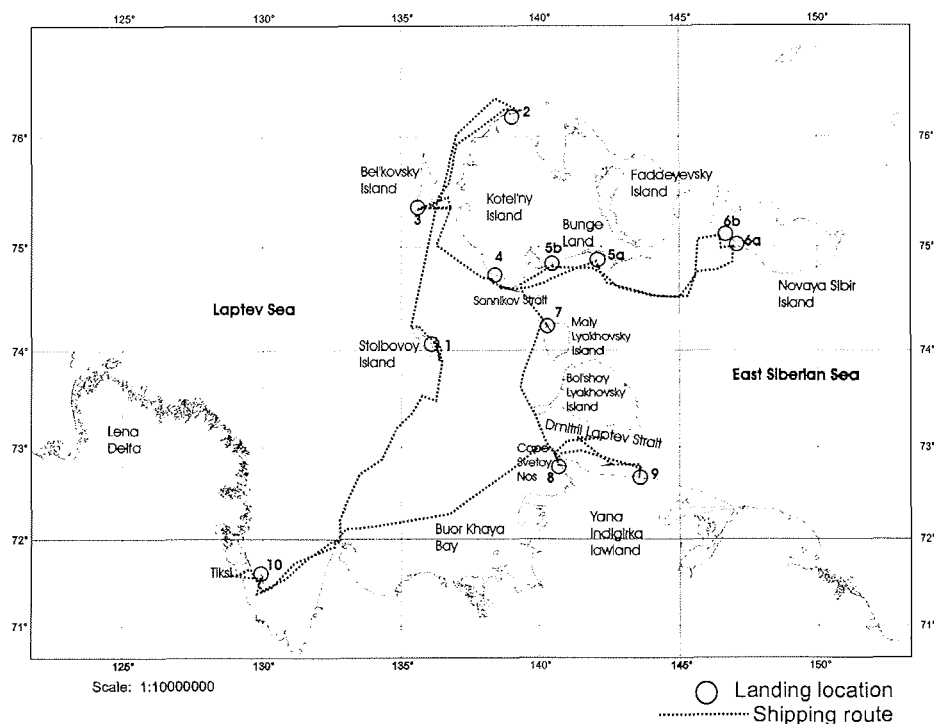 125° 130° 135° 140° 145° 150°
76° 76°
2
Bel'kovsky
Island
Faddeyevsky
Island
Kotel'ny
Island
3
Bunge
Land
6b
6a
75° 75°
5b
5a
4
Novaya Sibir
Island
Sannikov Strait
Laptev Sea
7
Maly
Lyakhovsky
Island
Stolbovoy
Island
1
74° 74°
Bol'shoy
Lyakhovsky
Island
East Siberian Sea
Dmitrii Laptev Strait
Lena
Delta
73° 73°
Cape
Svetoy
Nos
8
9
Yana
Indigirka
lawland
Buor Khaya
Bay
72° 72°
Tiksi
10
71° 71°
125° 130° 135° 140° 145° 150°
Scale: 1:10000000
Landing location
Shipping route